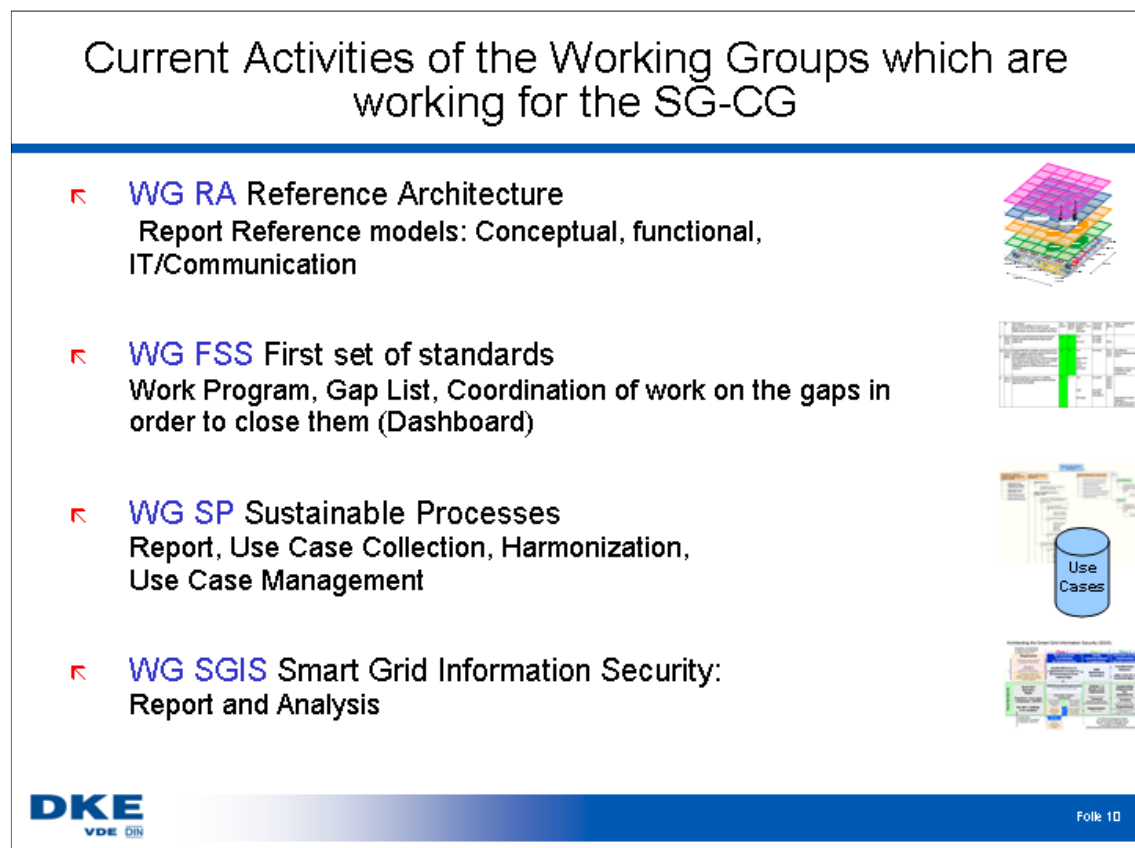 Current Activities of the Working Groups which are
working for the SG-CG
WG RA Reference Architecture
Report Reference models: Conceptual, functional,
IT/Communication
WG FSS First set of standards
Work Program, Gap List, Coordination of work on the gaps in
order to close them (Dashboard)
WG SP Sustainable Processes
Report, Use Case Collection, Harmonization,
Use Case Management
Use
Cases
WG SGIS Smart Grid Information Security:
Report and Analysis
DKE
VDE DIN
Folie 10